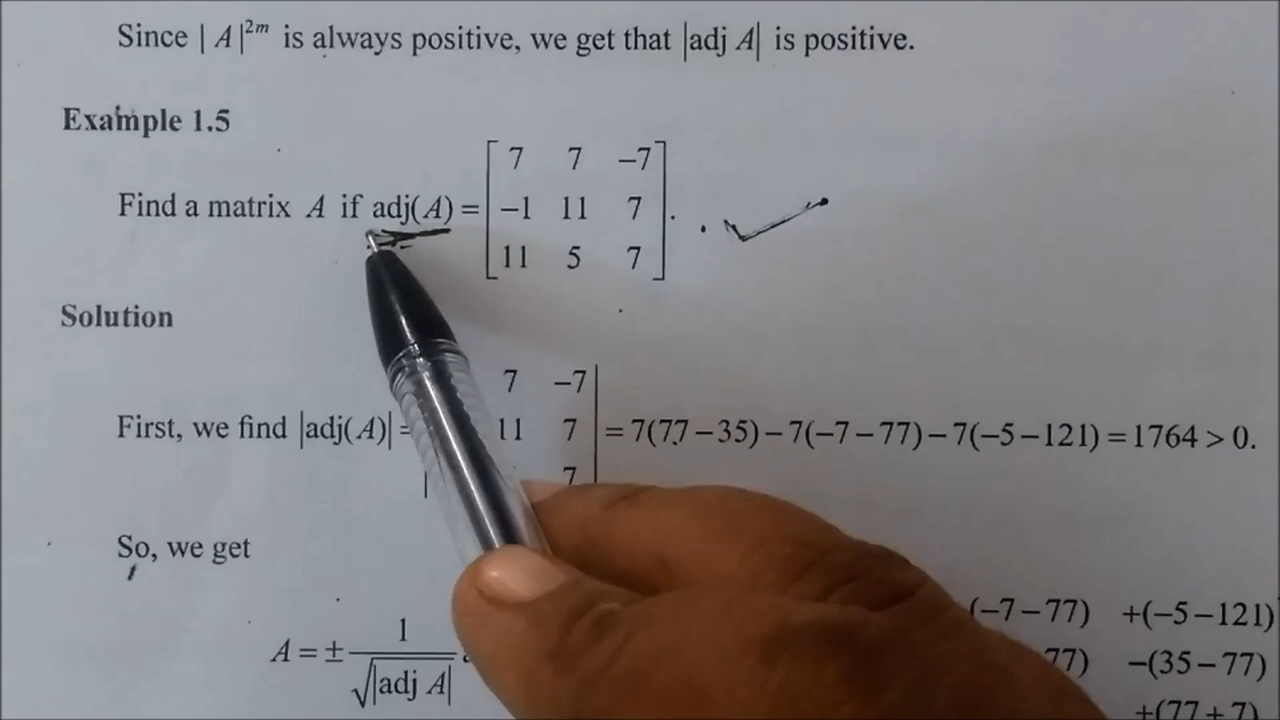 Since |A|^{2m} is always positive, we get that |adj A| is positive.
Example 1.5
Find a matrix A if adj(A) = [7 7 −7
−1 11 7
11 5 7].
Solution
7 −7
First, we find |adj(A)| = 11 7 | = 7(77−35)−7(−7−77)−7(−5−121) = 1764 > 0.
7
So, we get
(−7−77) +(−5−121)
A = ± 1/√|adj A| 77) −(35−77)
+(77+7)